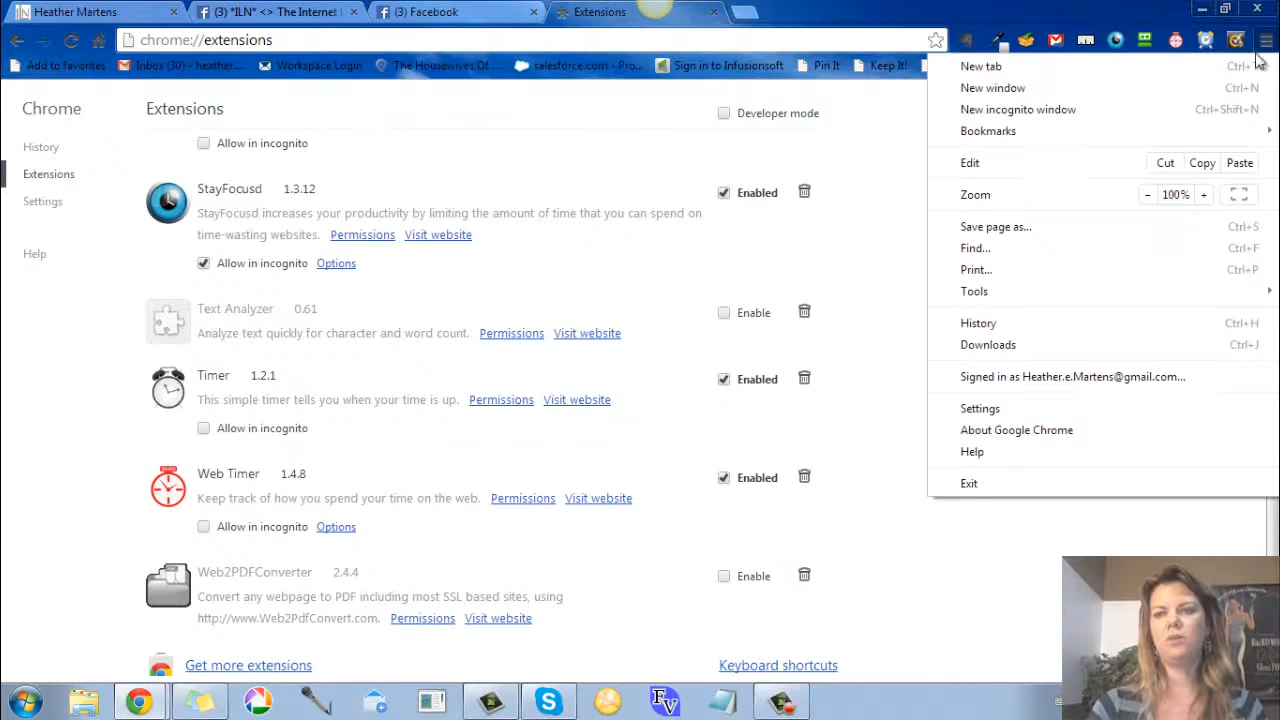 Heather Martens
(3) *ILN* <> The Internet
(3) Facebook
Extensions
chrome://extensions
Add to favorites
Inbox (30) - heather....
Workspace Login
The Housewives Of ...
salesforce.com - Pro...
Sign in to Infusionsoft
Pin It
Keep It!
Chrome
History
Extensions
Settings
Help
Extensions
Developer mode
Allow in incognito
StayFocusd 1.3.12
Enabled
StayFocusd increases your productivity by limiting the amount of time that you can spend on
time-wasting websites. Permissions Visit website
Allow in incognito Options
Text Analyzer 0.61
Enable
Analyze text quickly for character and word count. Permissions Visit website
Timer 1.2.1
Enabled
This simple timer tells you when your time is up. Permissions Visit website
Allow in incognito
Web Timer 1.4.8
Enabled
Keep track of how you spend your time on the web. Permissions Visit website
Allow in incognito Options
Web2PDFConverter 2.4.4
Enable
Convert any webpage to PDF including most SSL based sites, using
http://www.Web2PdfConvert.com. Permissions Visit website
Get more extensions
Keyboard shortcuts
New tab Ctrl+
New window Ctrl+N
New incognito window Ctrl+Shift+N
Bookmarks
Edit Cut Copy Paste
Zoom − 100% +
Save page as... Ctrl+S
Find... Ctrl+F
Print... Ctrl+P
Tools
History Ctrl+H
Downloads Ctrl+J
Signed in as Heather.e.Martens@gmail.com...
Settings
About Google Chrome
Help
Exit
FV